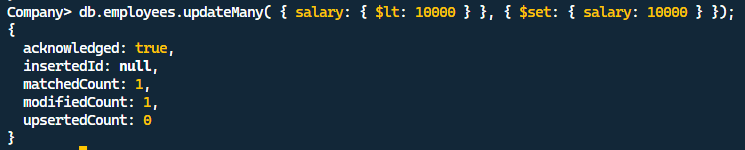 Company> db.employees.updateMany( { salary: { $lt: 10000 } }, { $set: { salary: 10000 } });
{
  acknowledged: true,
  insertedId: null,
  matchedCount: 1,
  modifiedCount: 1,
  upsertedCount: 0
}